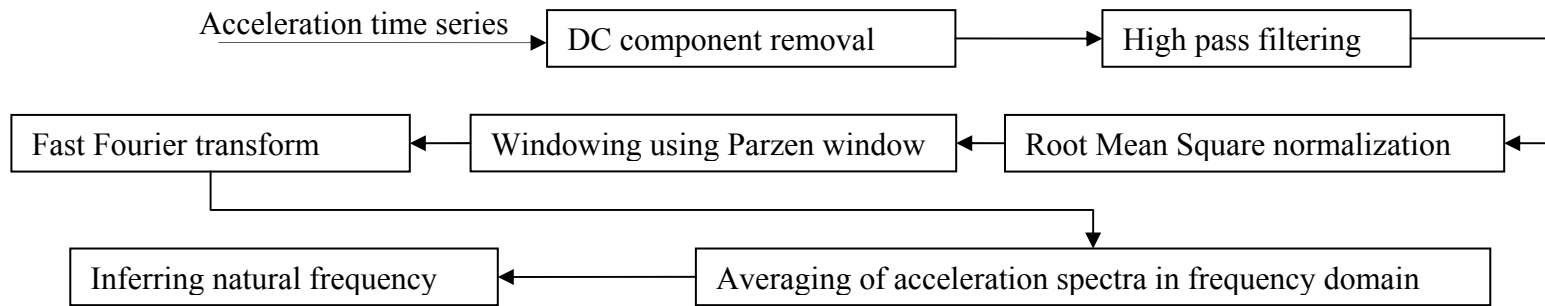 Acceleration time series
DC component removal
High pass filtering
Root Mean Square normalization
Windowing using Parzen window
Fast Fourier transform
Averaging of acceleration spectra in frequency domain
Inferring natural frequency